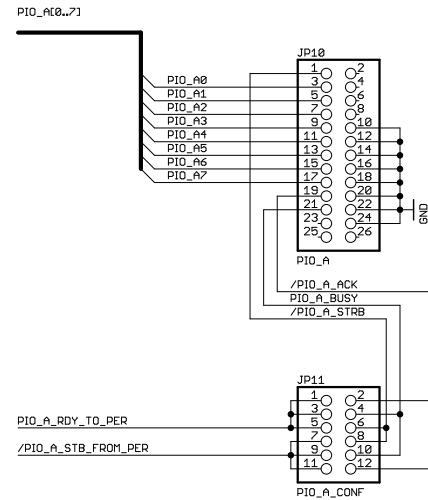 PIO_A[0..7]
JP10
1 2
PIO_A0 3 4
PIO_A1 5 6
PIO_A2 7 8
PIO_A3 9 10
PIO_A4 11 12
PIO_A5 13 14
PIO_A6 15 16
PIO_A7 17 18
19 20
21 22 GND
23 24
25 26
PIO_A
/PIO_A_ACK
PIO_A_BUSY
/PIO_A_STRB
JP11
1 2
3 4
PIO_A_RDY_TO_PER 5 6
7 8
/PIO_A_STB_FROM_PER 9 10
11 12
PIO_A_CONF